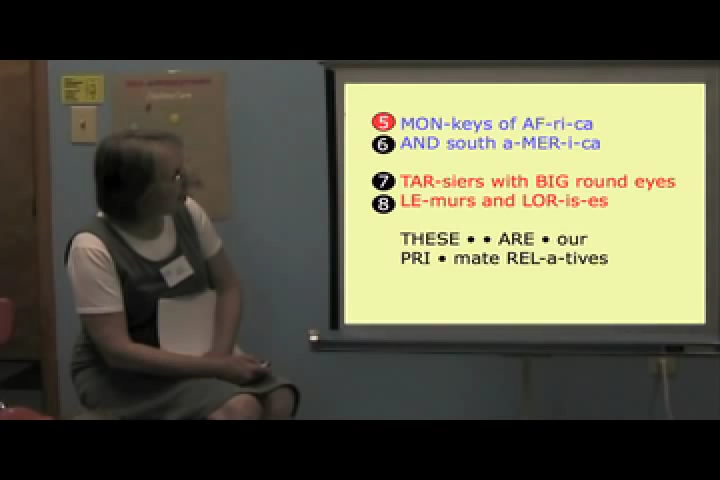 5 MON-keys of AF-ri-ca
6 AND south a-MER-i-ca
7 TAR-siers with BIG round eyes
8 LE-murs and LOR-is-es
THESE • • ARE • our
PRI • mate REL-a-tives